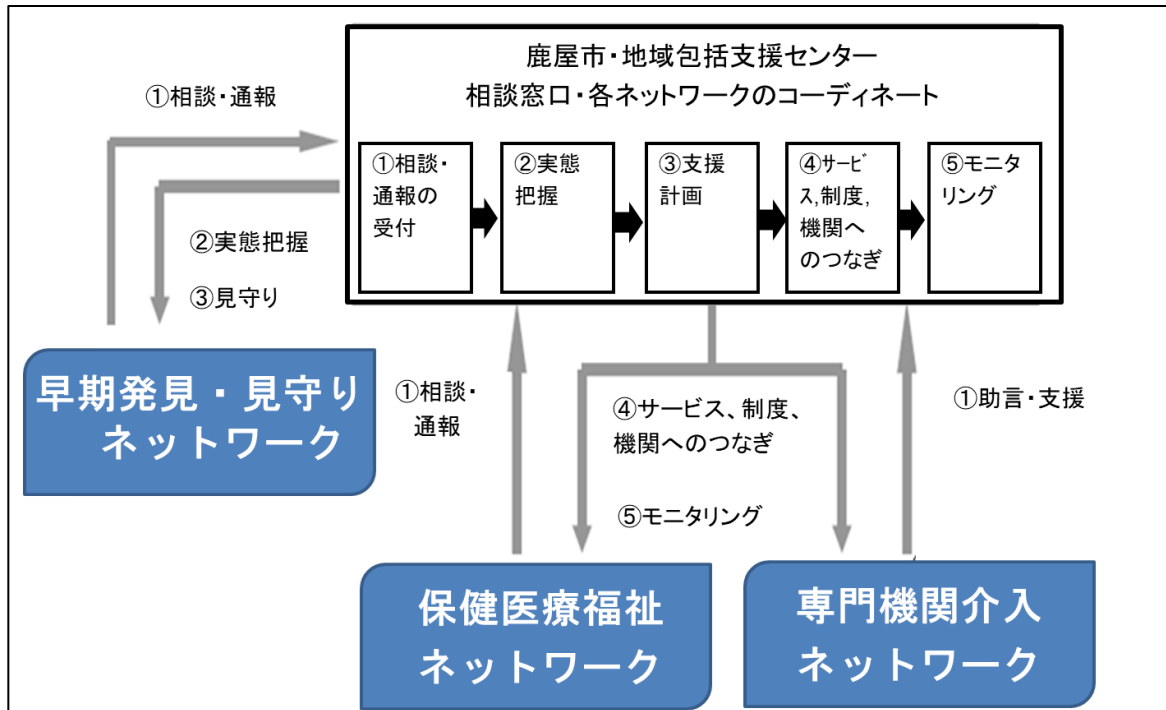 鹿屋市・地域包括支援センター
相談窓口・各ネットワークのコーディネート
①相談・通報
①相談・
通報の
受付
②実態
把握
③支援
計画
④サービ
ス,制度,
機関へ
のつなぎ
⑤モニタ
リング
②実態把握
③見守り
早期発見・見守り
ネットワーク
①相談・
通報
④サービス、制度、
機関へのつなぎ
⑤モニタリング
①助言・支援
保健医療福祉
ネットワーク
専門機関介入
ネットワーク